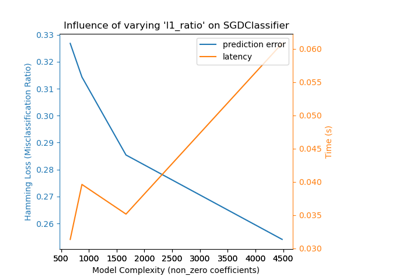 Influence of varying 'l1_ratio' on SGDClassifier
prediction error
latency
0.33
0.32
0.31
0.30
0.29
0.28
0.27
0.26
Hamming Loss (Misclassification Ratio)
0.060
0.055
0.050
0.045
0.040
0.035
0.030
Time (s)
500 1000 1500 2000 2500 3000 3500 4000 4500
Model Complexity (non_zero coefficients)